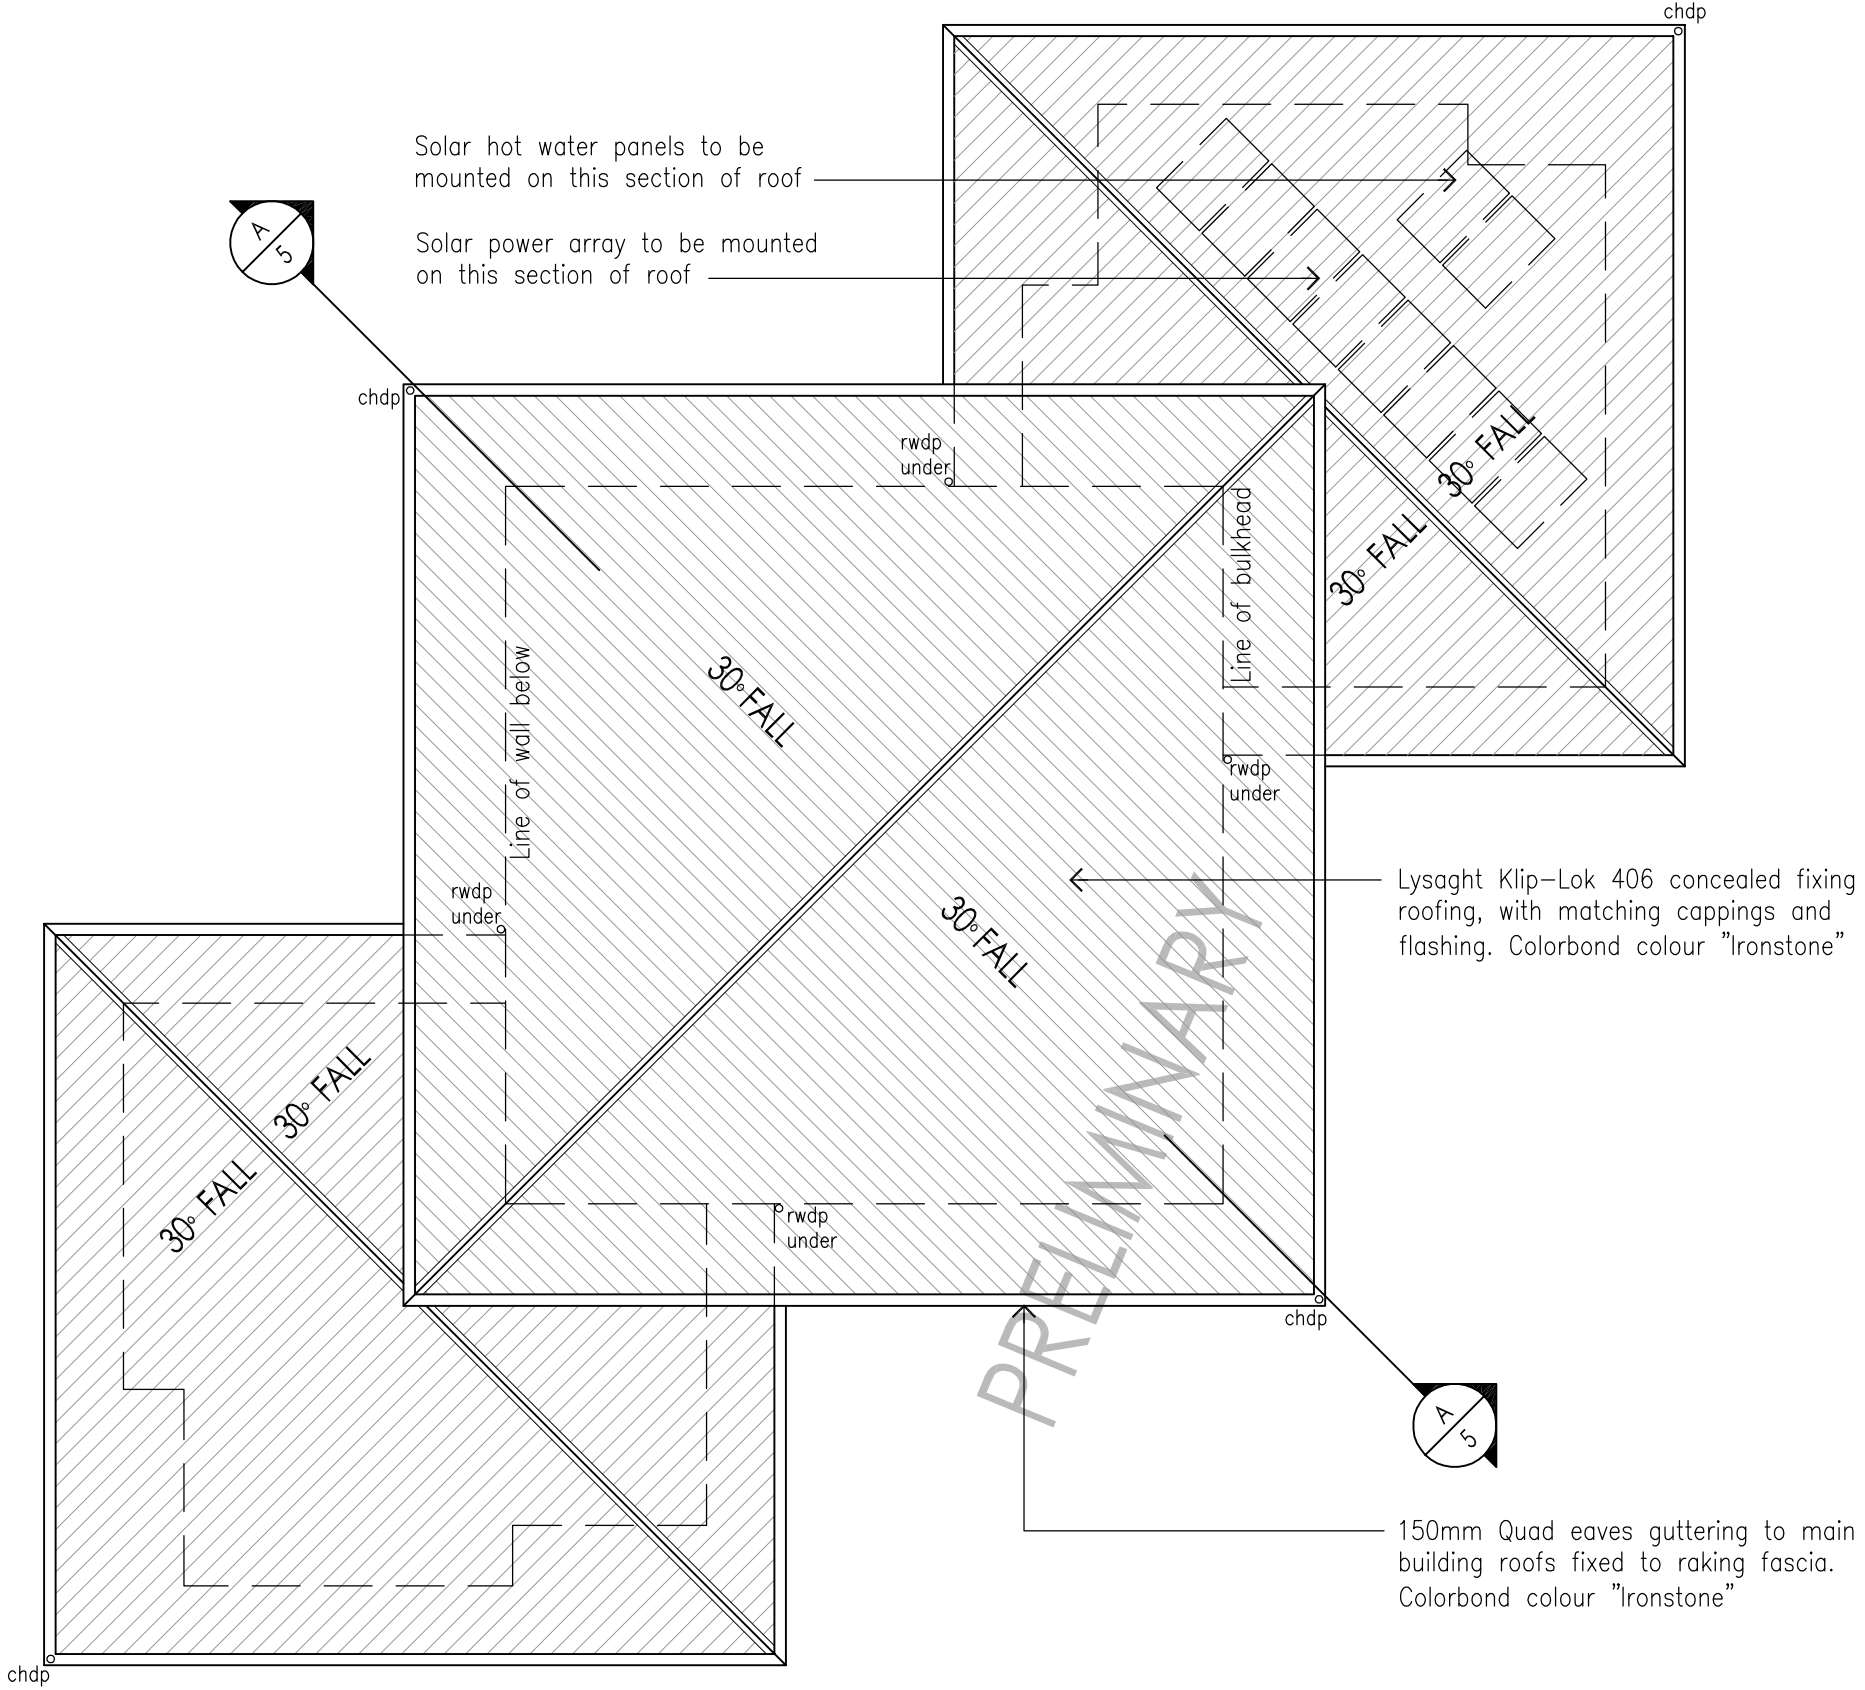 chdp
Solar hot water panels to be
mounted on this section of roof
A
5
Solar power array to be mounted
on this section of roof
chdp
rwdp
under
30° FALL
30° FALL
Line of bulkhead
Line of wall below
30° FALL
rwdp
under
Lysaght Klip-Lok 406 concealed fixing
roofing, with matching cappings and
flashing. Colorbond colour "Ironstone"
rwdp
under
30° FALL
PRELIMINARY
30° FALL
30° FALL
rwdp
under
chdp
A
5
150mm Quad eaves guttering to main
building roofs fixed to raking fascia.
Colorbond colour "Ironstone"
chdp